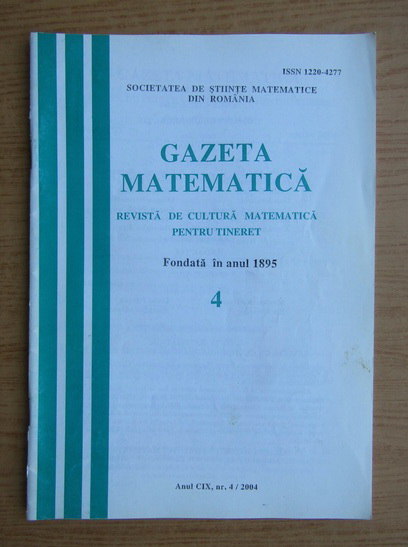 ISSN 1220-4277
SOCIETATEA DE ŞTIINŢE MATEMATICE
DIN ROMÂNIA
GAZETA
MATEMATICĂ
REVISTĂ DE CULTURĂ MATEMATICĂ
PENTRU TINERET
Fondată în anul 1895
4
Anul CIX, nr. 4 / 2004